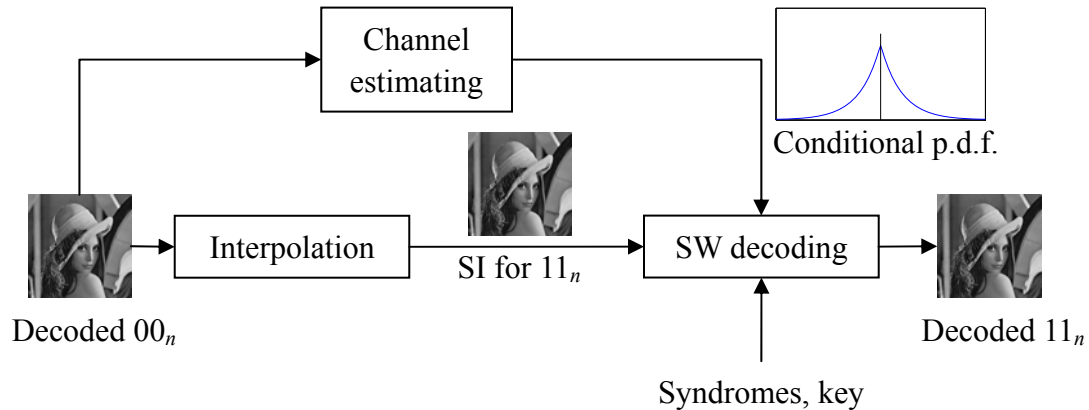 Channel
estimating
Conditional p.d.f.
Interpolation
SI for 11n
SW decoding
Decoded 00n
Decoded 11n
Syndromes, key